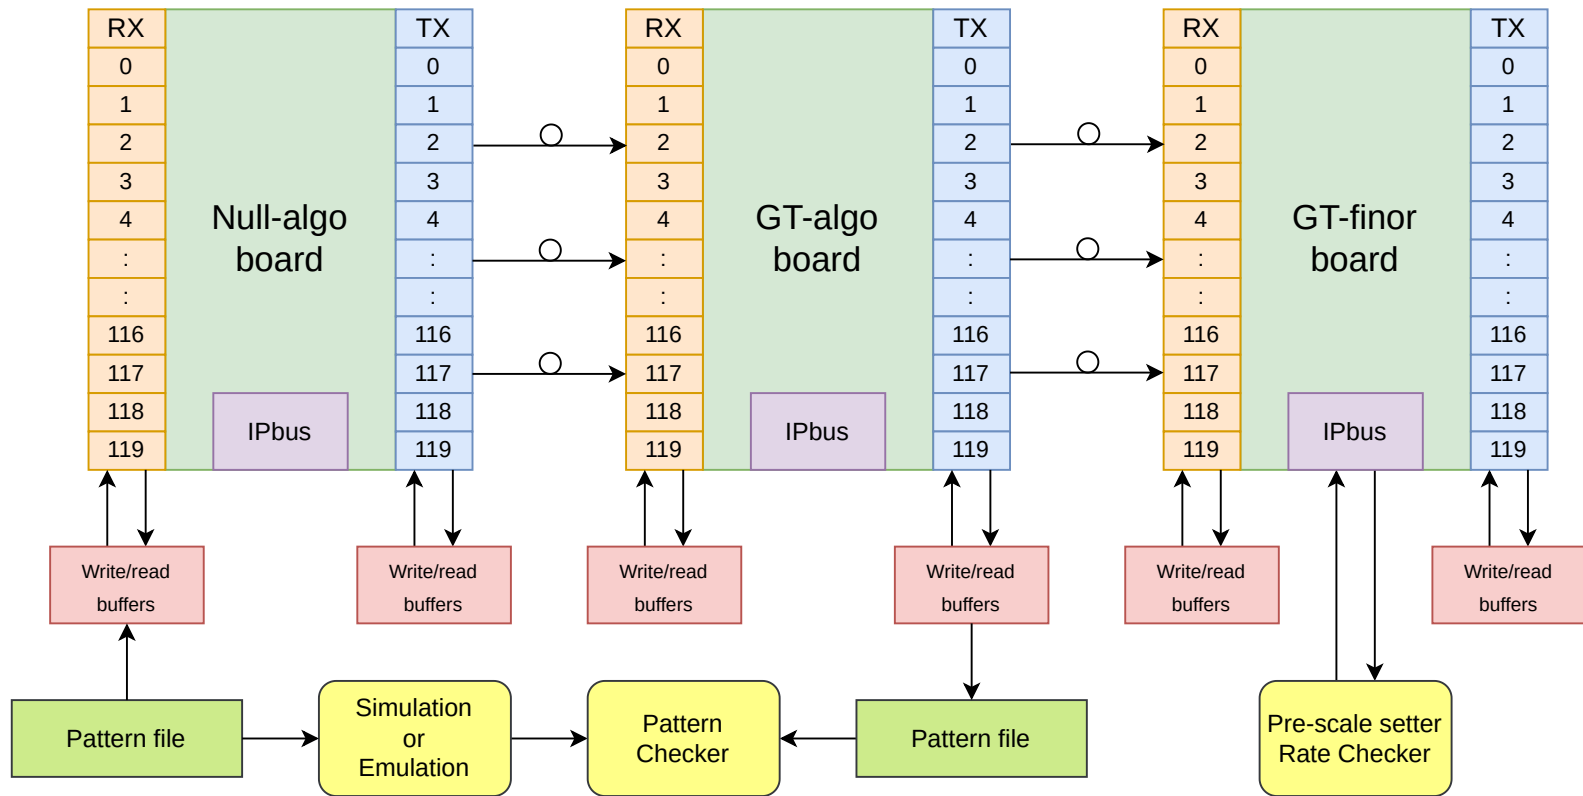 RX
TX
RX
TX
RX
TX
0
0
0
0
0
0
1
1
1
1
1
1
2
2
2
2
2
2
3
3
3
3
3
3
4
4
4
4
4
4
Null-algo
board
GT-algo
board
GT-finor
board
:
:
:
:
:
:
:
:
:
:
:
:
116
116
116
116
116
116
117
117
117
117
117
117
118
118
118
118
118
118
119
119
119
119
119
119
IPbus
IPbus
IPbus
Write/read
buffers
Write/read
buffers
Write/read
buffers
Write/read
buffers
Write/read
buffers
Write/read
buffers
Pattern file
Simulation
or
Emulation
Pattern
Checker
Pattern file
Pre-scale setter
Rate Checker